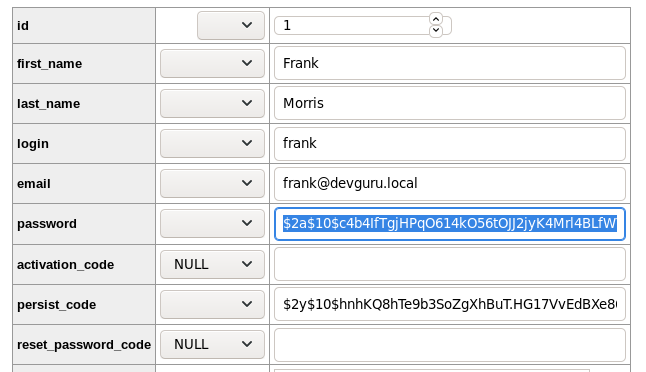 id 1
first_name Frank
last_name Morris
login frank
email frank@devguru.local
password $2a$10$c4b4IfTgjHPqO614kO56tOJJ2jyK4Mrl4BLfW
activation_code NULL
persist_code $2y$10$hnhKQ8hTe9b3SoZgXhBuT.HG17VvEdBXe8
reset_password_code NULL